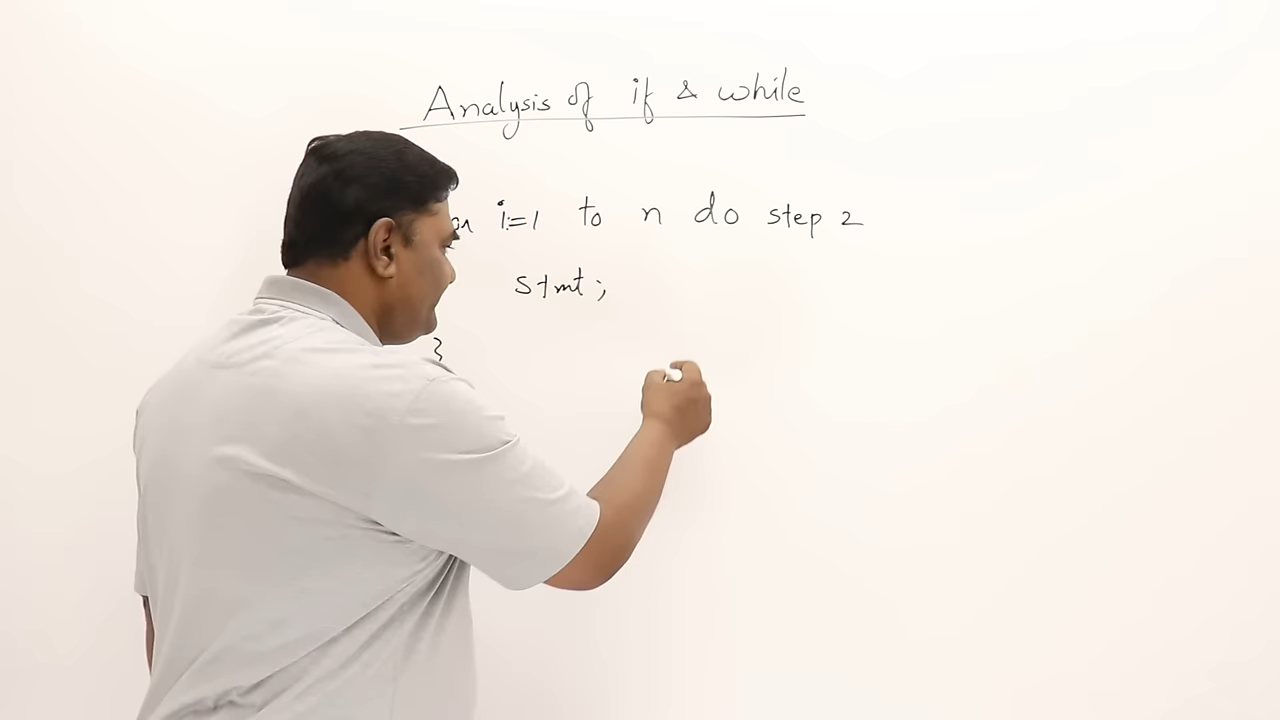 Analysis of if & while
i:=1 to n do step 2
stmt;
}